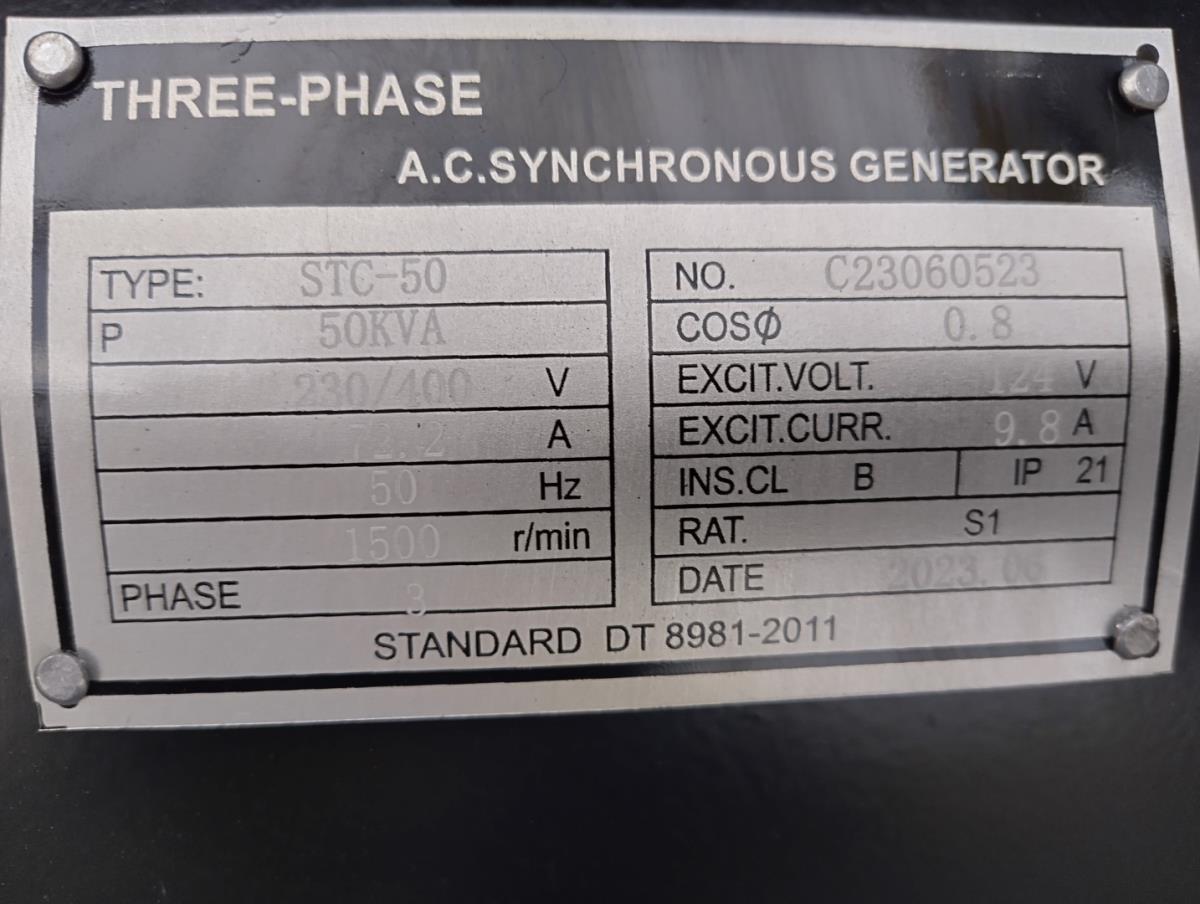 THREE-PHASE
A.C.SYNCHRONOUS GENERATOR
TYPE: STC-50
P 50KVA
230/400 V
72.2 A
50 Hz
1500 r/min
PHASE 3
NO. C23060523
COSϕ 0.8
EXCIT.VOLT. 124 V
EXCIT.CURR. 9.8 A
INS.CL B IP 21
RAT. S1
DATE 2023.06
STANDARD DT 8981-2011